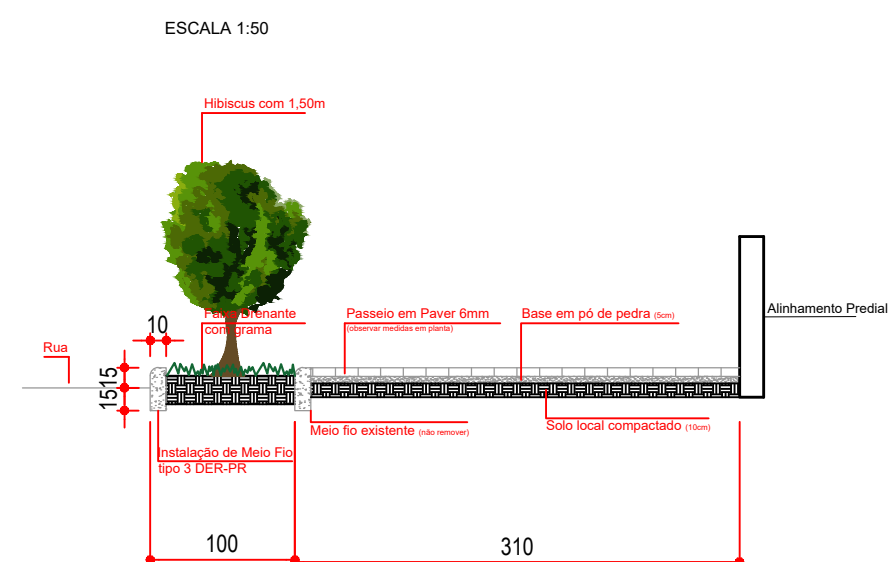 ESCALA 1:50
Hibiscus com 1,50m
Faixa Drenante
com grama
Passeio em Paver 6mm
(observar medidas em planta)
Base em pó de pedra (5cm)
Alinhamento Predial
10
Rua
15
15
Meio fio existente (não remover)
Solo local compactado (10cm)
Instalação de Meio Fio
tipo 3 DER-PR
100
310